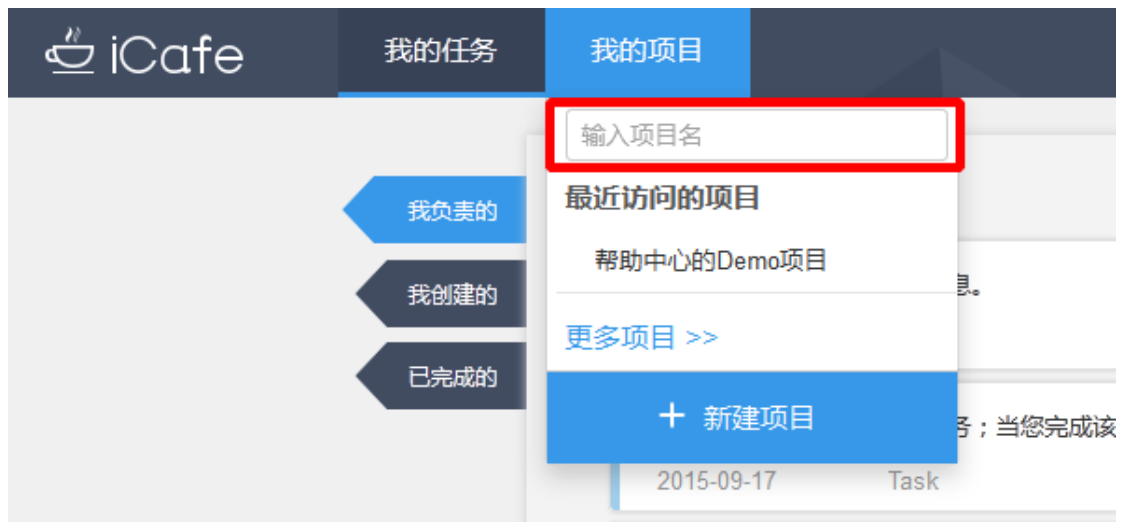 iCafe
我的任务
我的项目
输入项目名
最近访问的项目
帮助中心的Demo项目
更多项目 >>
+ 新建项目
我负责的
我创建的
已完成的
息。
务；当您完成该
2015-09-17
Task